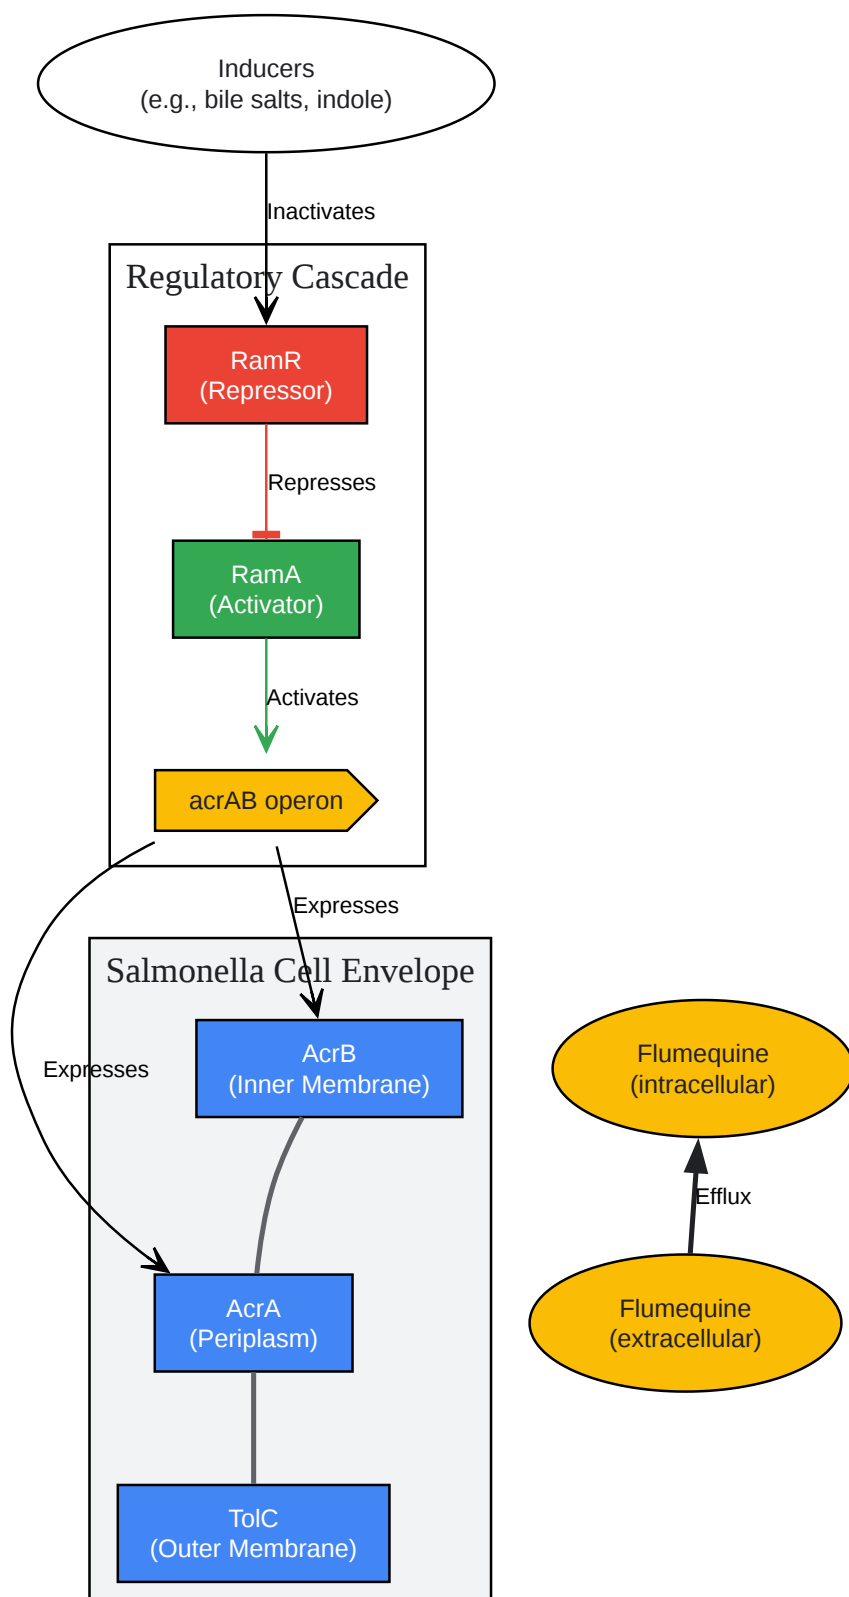 Inducers
(e.g., bile salts, indole)
Inactivates
Regulatory Cascade
RamR
(Repressor)
Represses
RamA
(Activator)
Activates
acrAB operon
Expresses
Salmonella Cell Envelope
AcrB
(Inner Membrane)
Expresses
Flumequine
(intracellular)
Efflux
AcrA
(Periplasm)
Flumequine
(extracellular)
TolC
(Outer Membrane)